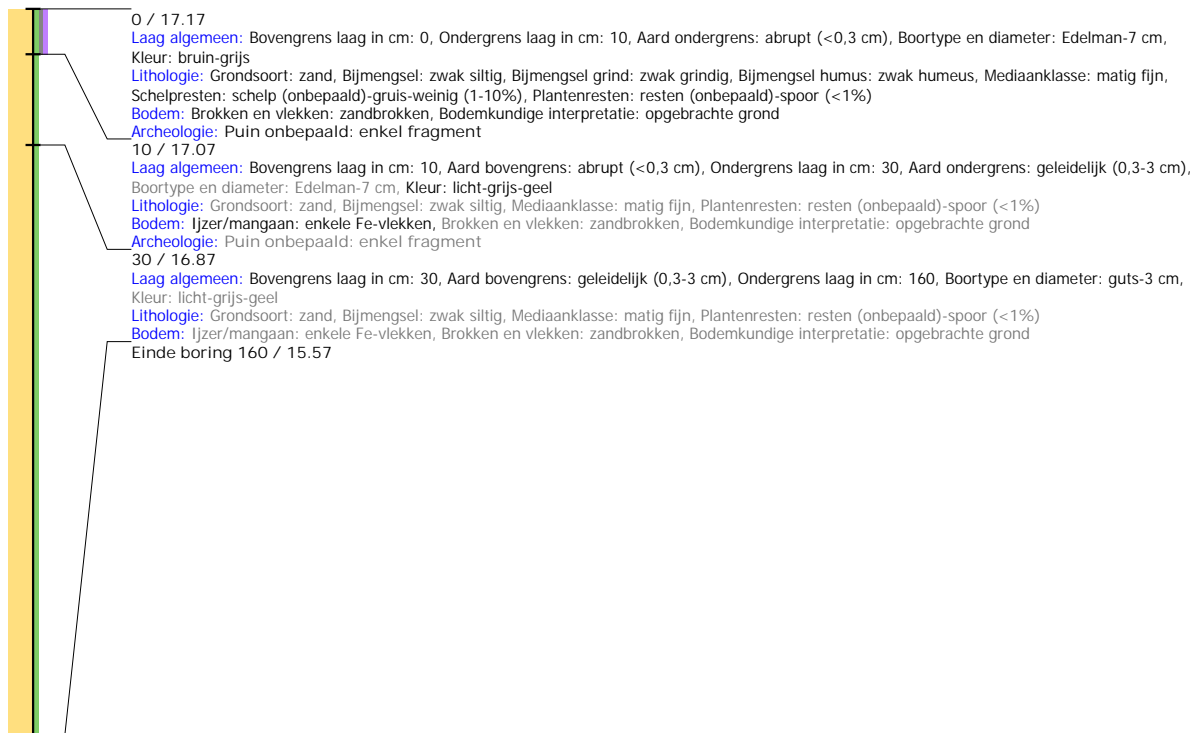 0 / 17.17
Laag algemeen: Bovengrens laag in cm: 0, Ondergrens laag in cm: 10, Aard ondergrens: abrupt (<0,3 cm), Boortype en diameter: Edelman-7 cm,
Kleur: bruin-grijs
Lithologie: Grondsoort: zand, Bijmengsel: zwak siltig, Bijmengsel grind: zwak grindig, Bijmengsel humus: zwak humeus, Mediaanklasse: matig fijn,
Schelpresten: schelp (onbepaald)-gruis-weinig (1-10%), Plantenresten: resten (onbepaald)-spoor (<1%)
Bodem: Brokken en vlekken: zandbrokken, Bodemkundige interpretatie: opgebrachte grond
Archeologie: Puin onbepaald: enkel fragment
10 / 17.07
Laag algemeen: Bovengrens laag in cm: 10, Aard bovengrens: abrupt (<0,3 cm), Ondergrens laag in cm: 30, Aard ondergrens: geleidelijk (0,3-3 cm),
Boortype en diameter: Edelman-7 cm, Kleur: licht-grijs-geel
Lithologie: Grondsoort: zand, Bijmengsel: zwak siltig, Mediaanklasse: matig fijn, Plantenresten: resten (onbepaald)-spoor (<1%)
Bodem: Ijzer/mangaan: enkele Fe-vlekken, Brokken en vlekken: zandbrokken, Bodemkundige interpretatie: opgebrachte grond
Archeologie: Puin onbepaald: enkel fragment
30 / 16.87
Laag algemeen: Bovengrens laag in cm: 30, Aard bovengrens: geleidelijk (0,3-3 cm), Ondergrens laag in cm: 160, Boortype en diameter: guts-3 cm,
Kleur: licht-grijs-geel
Lithologie: Grondsoort: zand, Bijmengsel: zwak siltig, Mediaanklasse: matig fijn, Plantenresten: resten (onbepaald)-spoor (<1%)
Bodem: Ijzer/mangaan: enkele Fe-vlekken, Brokken en vlekken: zandbrokken, Bodemkundige interpretatie: opgebrachte grond
Einde boring 160 / 15.57